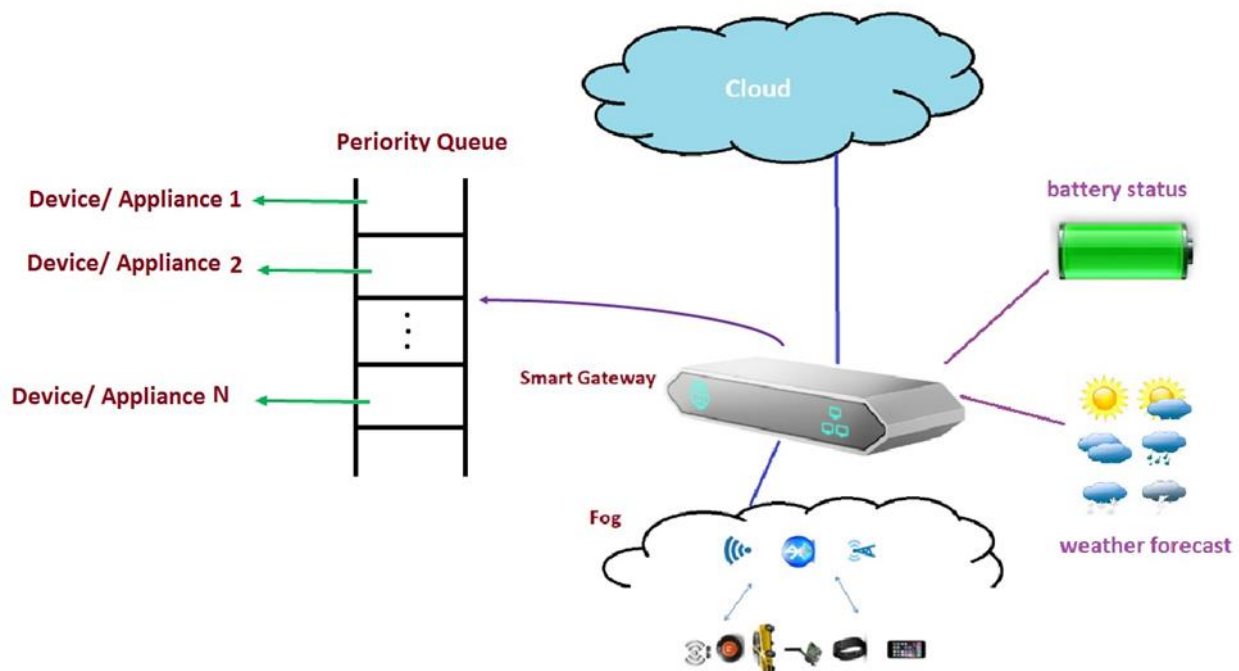 Cloud
Periority Queue
battery status
Device/ Appliance 1
Device/ Appliance 2
Smart Gateway
Device/ Appliance N
Fog
weather forecast